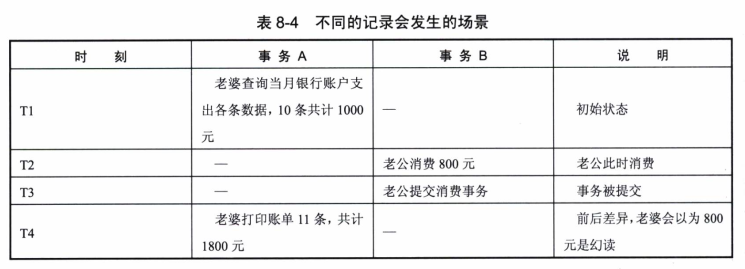 表 8-4 不同的记录会发生的场景
时 刻 事 务 A 事 务 B 说 明
老婆查询当月银行账户支
T1 出各条数据，10 条共计 1000 — 初始状态
元
T2 — 老公消费 800 元 老公此时消费
T3 — 老公提交消费事务 事务被提交
老婆打印账单 11 条，共计 前后差异，老婆会以为 800
T4 —
1800 元 元是幻读